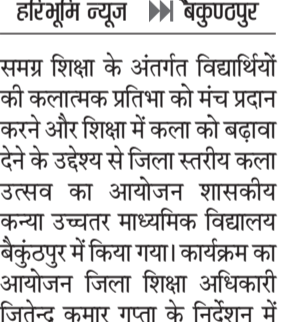 हरिभूमि न्यूज ▶▶ बैकुण्ठपुर
समग्र शिक्षा के अंतर्गत विद्यार्थियों
की कलात्मक प्रतिभा को मंच प्रदान
करने और शिक्षा में कला को बढ़ावा
देने के उद्देश्य से जिला स्तरीय कला
उत्सव का आयोजन शासकीय
कन्या उच्चतर माध्यमिक विद्यालय
बैकुंठपुर में किया गया। कार्यक्रम का
आयोजन जिला शिक्षा अधिकारी
जितेन्द्र कुमार गुप्ता के निर्देशन में